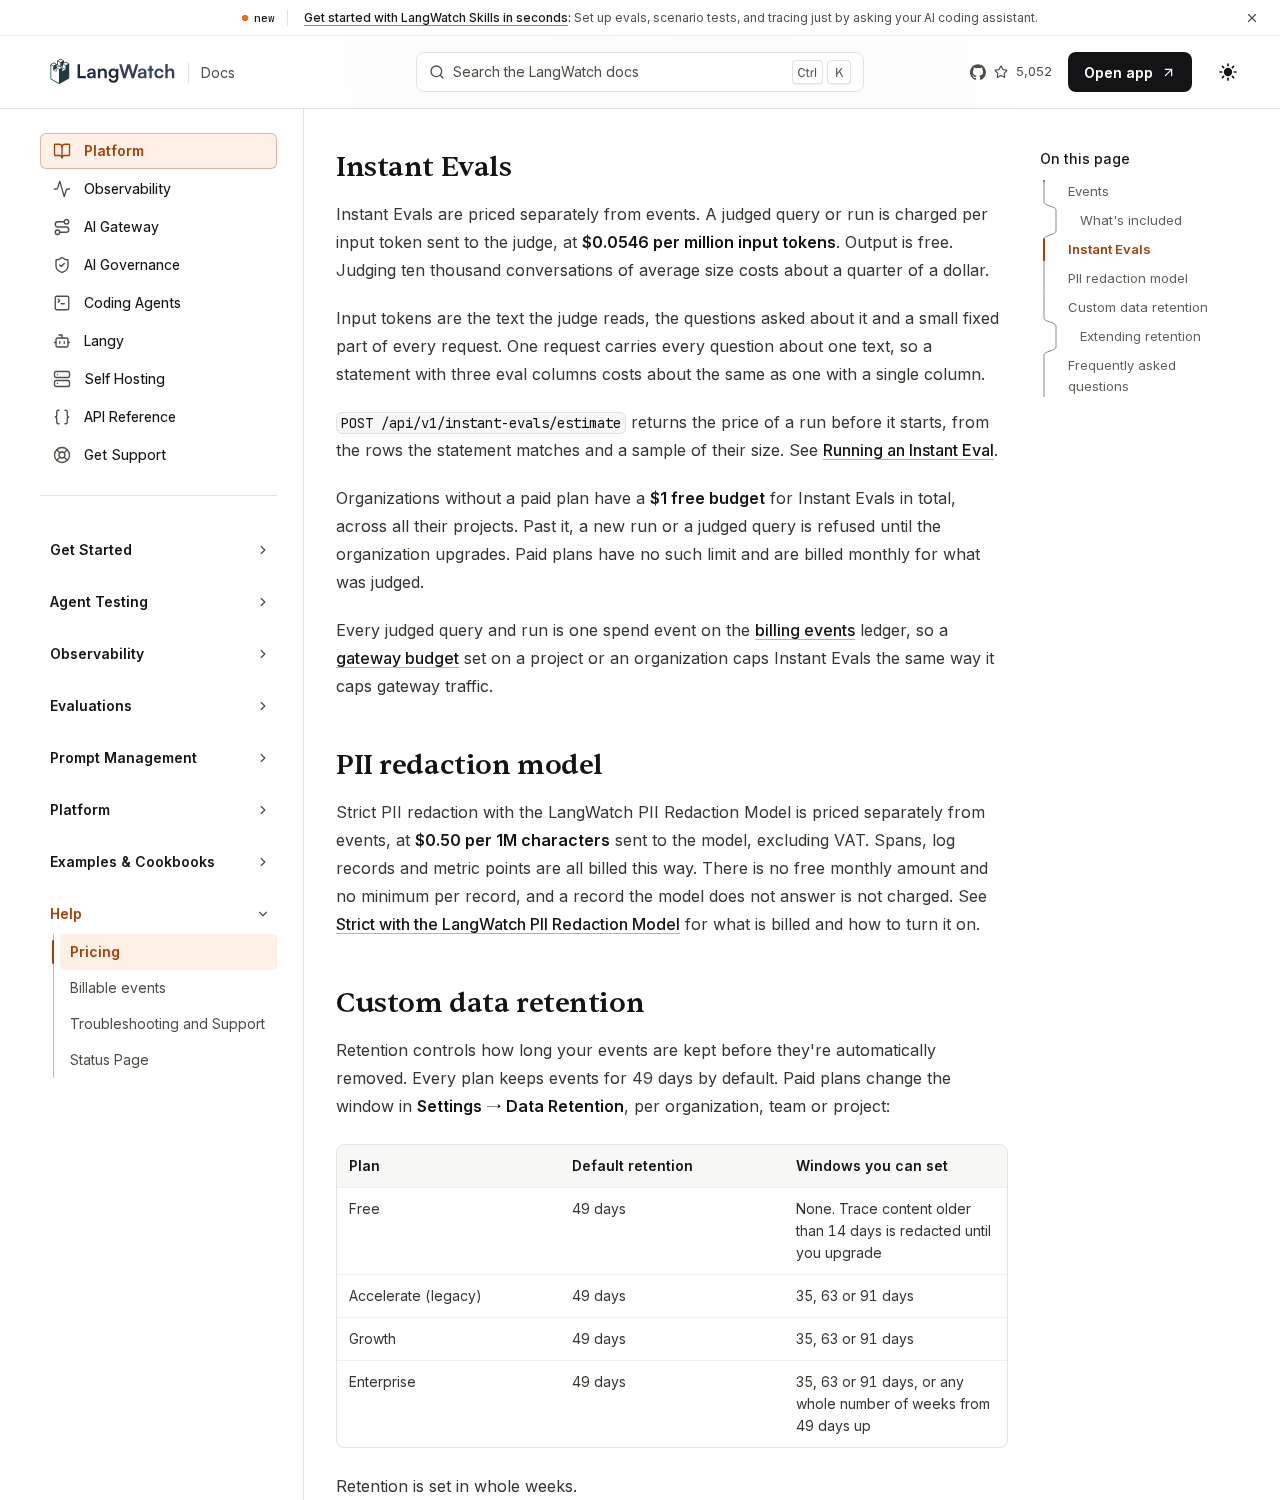 new
Get started with LangWatch Skills in seconds: Set up evals, scenario tests, and tracing just by asking your AI coding assistant.
LangWatch
Docs
Search the LangWatch docs
Ctrl K
5,052
Open app
Platform
Observability
AI Gateway
AI Governance
Coding Agents
Langy
Self Hosting
API Reference
Get Support
Get Started
Agent Testing
Observability
Evaluations
Prompt Management
Platform
Examples & Cookbooks
Help
Pricing
Billable events
Troubleshooting and Support
Status Page
Instant Evals
Instant Evals are priced separately from events. A judged query or run is charged per
input token sent to the judge, at $0.0546 per million input tokens. Output is free.
Judging ten thousand conversations of average size costs about a quarter of a dollar.
Input tokens are the text the judge reads, the questions asked about it and a small fixed
part of every request. One request carries every question about one text, so a
statement with three eval columns costs about the same as one with a single column.
POST /api/v1/instant-evals/estimate returns the price of a run before it starts, from
the rows the statement matches and a sample of their size. See Running an Instant Eval.
Organizations without a paid plan have a $1 free budget for Instant Evals in total,
across all their projects. Past it, a new run or a judged query is refused until the
organization upgrades. Paid plans have no such limit and are billed monthly for what
was judged.
Every judged query and run is one spend event on the billing events ledger, so a
gateway budget set on a project or an organization caps Instant Evals the same way it
caps gateway traffic.
PII redaction model
Strict PII redaction with the LangWatch PII Redaction Model is priced separately from
events, at $0.50 per 1M characters sent to the model, excluding VAT. Spans, log
records and metric points are all billed this way. There is no free monthly amount and
no minimum per record, and a record the model does not answer is not charged. See
Strict with the LangWatch PII Redaction Model for what is billed and how to turn it on.
Custom data retention
Retention controls how long your events are kept before they're automatically
removed. Every plan keeps events for 49 days by default. Paid plans change the
window in Settings → Data Retention, per organization, team or project:
Plan Default retention Windows you can set
Free 49 days None. Trace content older
than 14 days is redacted until
you upgrade
Accelerate (legacy) 49 days 35, 63 or 91 days
Growth 49 days 35, 63 or 91 days
Enterprise 49 days 35, 63 or 91 days, or any
whole number of weeks from
49 days up
Retention is set in whole weeks.
On this page
Events
What's included
Instant Evals
PII redaction model
Custom data retention
Extending retention
Frequently asked
questions